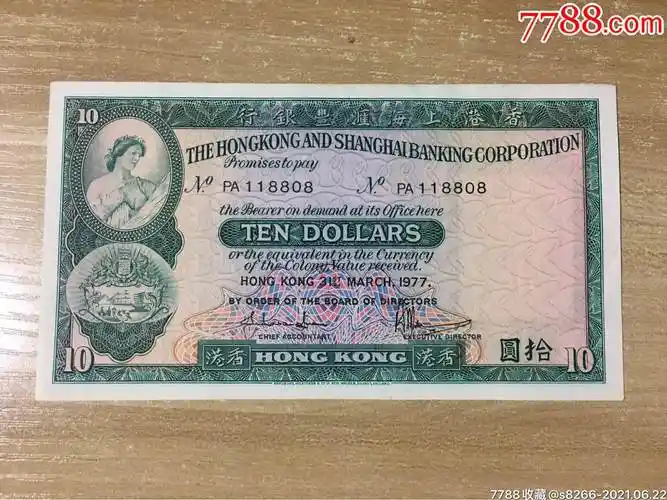 7788.com
10
行銀豐匯海上港香
THE HONGKONG AND SHANGHAI BANKING CORPORATION
Promises to pay
Nº PA 118808 Nº PA 118808
the Bearer on demand at its Office here
TEN DOLLARS
or the equivalent in the Currency
of the Colony Value received.
HONG KONG 31ST MARCH, 1977.
BY ORDER OF THE BOARD OF DIRECTORS
CHIEF ACCOUNTANT EXECUTIVE DIRECTOR
10 港香 HONG KONG 港香 圓拾 10
7788收藏@s8266-2021.06.22